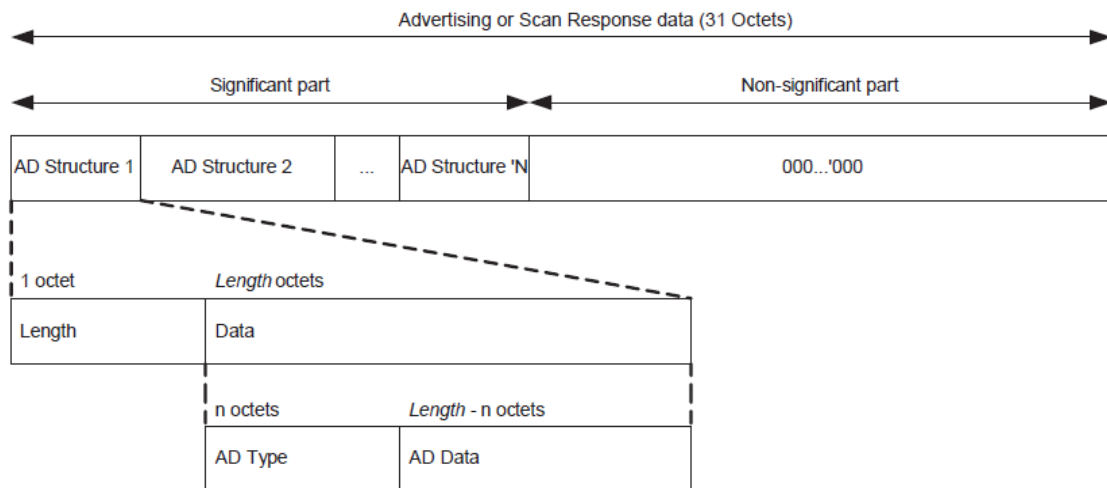 Advertising or Scan Response data (31 Octets)
Significant part
Non-significant part
AD Structure 1
AD Structure 2
...
AD Structure 'N
000...'000
1 octet
Length octets
Length
Data
n octets
Length - n octets
AD Type
AD Data